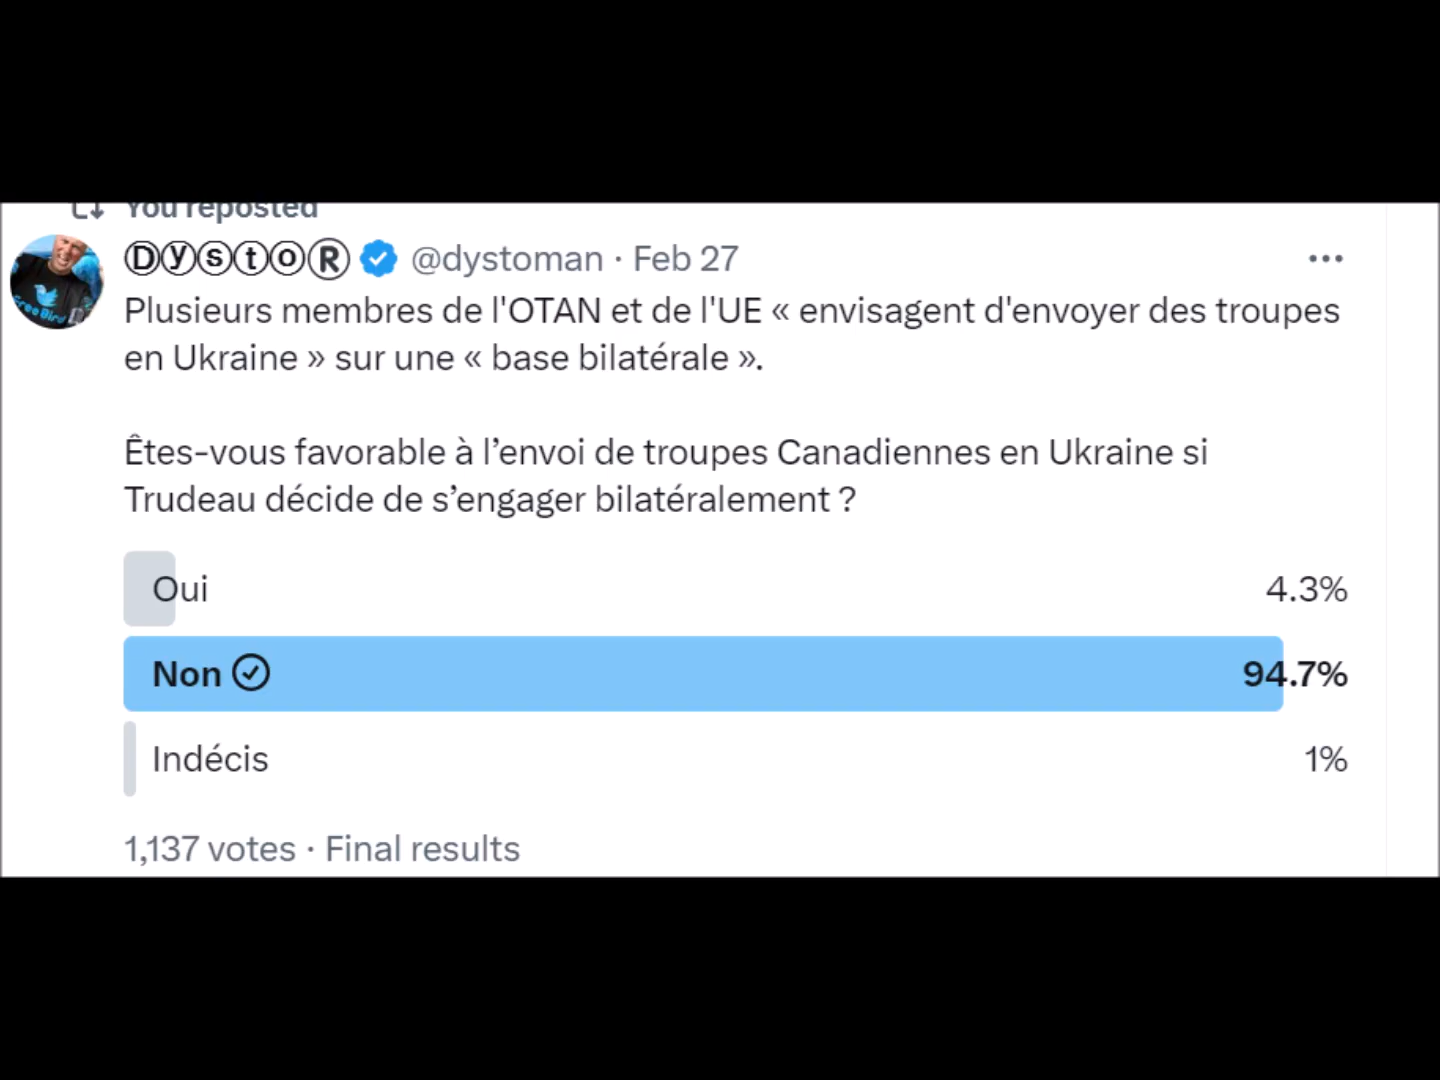 You reposted
ⒹⓨⓢⓣⓞⓇ @dystoman · Feb 27
Plusieurs membres de l'OTAN et de l'UE « envisagent d'envoyer des troupes
en Ukraine » sur une « base bilatérale ».
Êtes-vous favorable à l’envoi de troupes Canadiennes en Ukraine si
Trudeau décide de s’engager bilatéralement ?
Oui 4.3%
Non 94.7%
Indécis 1%
1,137 votes · Final results